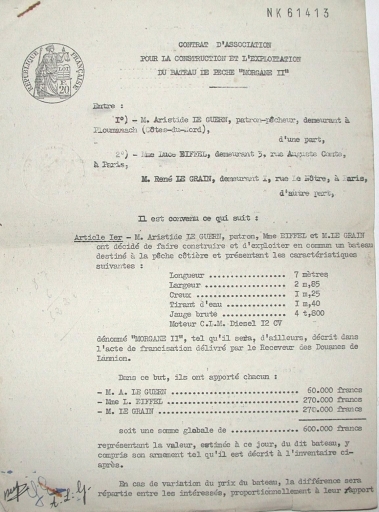 NK61413
RÉPUBLIQUE FRANÇAISE
20
CONTRAT D'ASSOCIATION
POUR LA CONSTRUCTION ET L'EXPLOITATION
DU BATEAU DE PECHE "MORGANE II"
Entre :
I°) - M. Aristide LE GUERN, patron-pêcheur, demeurant à
Ploumanach (Côtes-du-Nord),
d'une part,
2°) - Mme Luce EIFFEL, demeurant 3, rue Auguste Comte,
à Paris,
M. René LE GRAIN, demeurant 1, rue Le Nôtre, à Paris,
d'autre part,
Il est convenu ce qui suit :
Article Ier - M. Aristide LE GUERN, patron, Mme EIFFEL et M.LE GRAIN
ont décidé de faire construire et d'exploiter en commun un bateau
destiné à la pêche côtière et présentant les caractéristiques
suivantes :
Longueur ................ 7 mètres
Largeur ................. 2 m,85
Creux ................... I m,25
Tirant d'eau ............ I m,40
Jauge brute ............. 4 t,800
Moteur C.L.M. Diesel I2 CV
dénommé "MORGANE II", tel qu'il sera, d'ailleurs, décrit dans
l'acte de francisation délivré par le Receveur des Douanes de
Lannion.
Dans ce but, ils ont apporté chacun :
- M. A. LE GUERN ........................ 60.000 francs
- Mme L. EIFFEL ......................... 270.000 francs
- M. LE GRAIN ........................... 270.000 francs
soit une somme globale de ............... 600.000 francs
représentant la valeur, estimée à ce jour, du dit bateau, y
compris son armement tel qu'il est décrit à l'inventaire ci-
après.
En cas de variation du prix du bateau, la différence sera
répartie entre les intéressés, proportionnellement à leur rapport